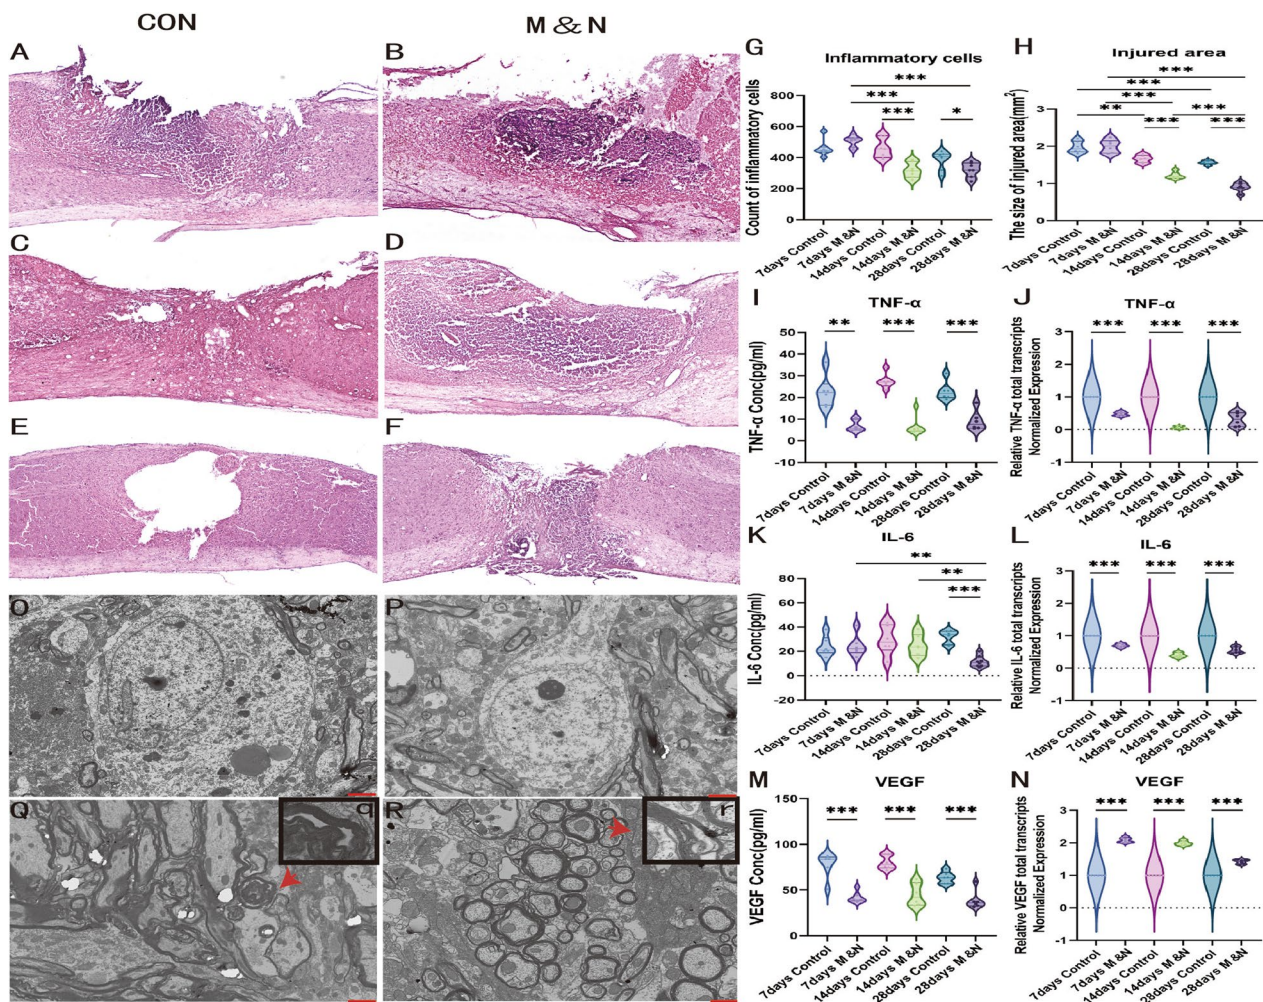 CON
M & N
A
B
C
D
E
F
O
P
Q
q
R
r
G
Inflammatory cells
Count of inflammatory cells
800
600
400
200
0
***
***
***
*
7days Control
7days M &N
14days Control
14days M &N
28days Control
28days M &N
H
Injured area
The size of injured area(mm²)
3
2
1
0
***
***
***
**
***
***
***
7days Control
7days M &N
14days Control
14days M &N
28days Control
28days M &N
I
TNF-α
TNF-α Conc(pg/ml)
50
40
30
20
10
0
-10
**
***
***
7days Control
7days M &N
14days Control
14days M &N
28days Control
28days M &N
J
TNF-α
Relative TNF-α total transcripts
Normalized Expression
3
2
1
0
-1
***
***
***
7days Control
7days M &N
14days Control
14days M &N
28days Control
28days M &N
K
IL-6
IL-6 Conc(pg/ml)
80
60
40
20
0
-20
**
**
***
7days Control
7days M &N
14days Control
14days M &N
28days Control
28days M &N
L
IL-6
Relative IL-6 total transcripts
Normalized Expression
3
2
1
0
-1
***
***
***
7days Control
7days M &N
14days Control
14days M &N
28days Control
28days M &N
M
VEGF
VEGF Conc(pg/ml)
150
100
50
0
***
***
***
7days Control
7days M &N
14days Control
14days M &N
28days Control
28days M &N
N
VEGF
Relative VEGF total transcripts
Normalized Expression
3
2
1
0
-1
***
***
***
7days Control
7days M &N
14days Control
14days M &N
28days Control
28days M &N